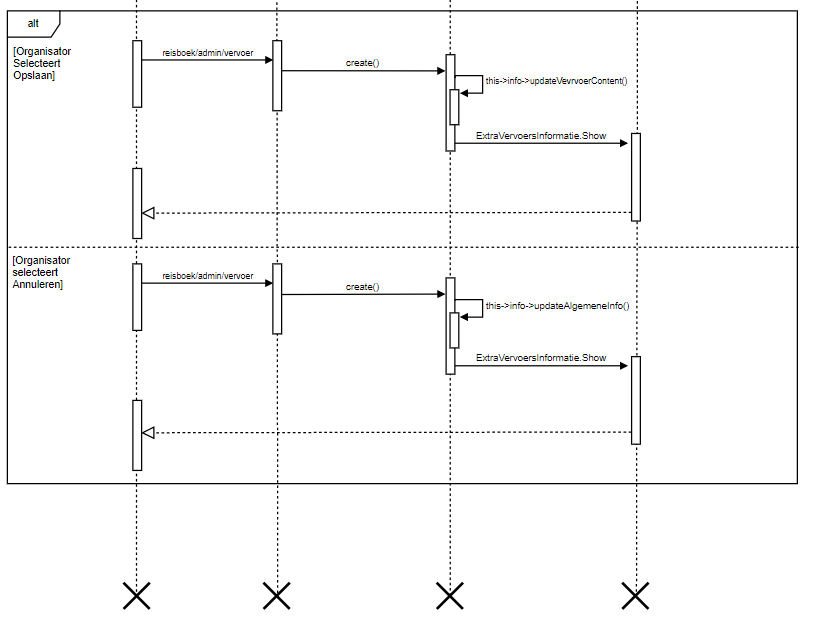 alt
[Organisator
Selecteert
Opslaan]
reisboek/admin/vervoer
create()
this->info->updateVevrvoerContent()
ExtraVervoersInformatie.Show
[Organisator
selecteert
Annuleren]
reisboek/admin/vervoer
create()
this->info->updateAlgemeneInfo()
ExtraVervoersInformatie.Show